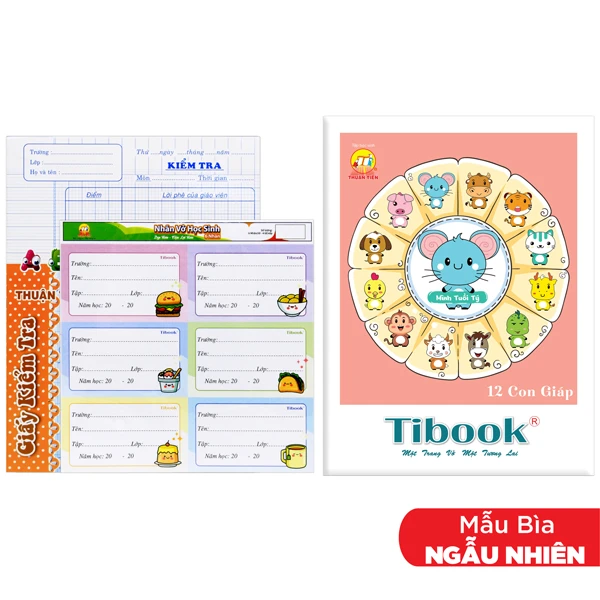 Trường:
Lớp:
Họ và tên:
Thứ ngày tháng năm
KIỂM TRA
Môn Thời gian
Điểm
Lời phê của giáo viên
THUẬN
Giấy Kiểm Tra
Nhãn Vở Học Sinh
Tibook
Trường:
Tên:
Tập: Lớp:
Năm học: 20 - 20
Tibook
Trường:
Tên:
Tập: Lớp:
Năm học: 20 - 20
Tibook
Trường:
Tên:
Tập: Lớp:
Năm học: 20 - 20
Tibook
Trường:
Tên:
Tập: Lớp:
Năm học: 20 - 20
Tibook
Trường:
Tên:
Tập: Lớp:
Năm học: 20 - 20
Tibook
Trường:
Tên:
Tập: Lớp:
Năm học: 20 - 20
THUẬN TIẾN
Mình Tuổi Tý
12 Con Giáp
Tibook®
Một Trang Vở Một Tương Lai
Mẫu Bìa
NGẪU NHIÊN